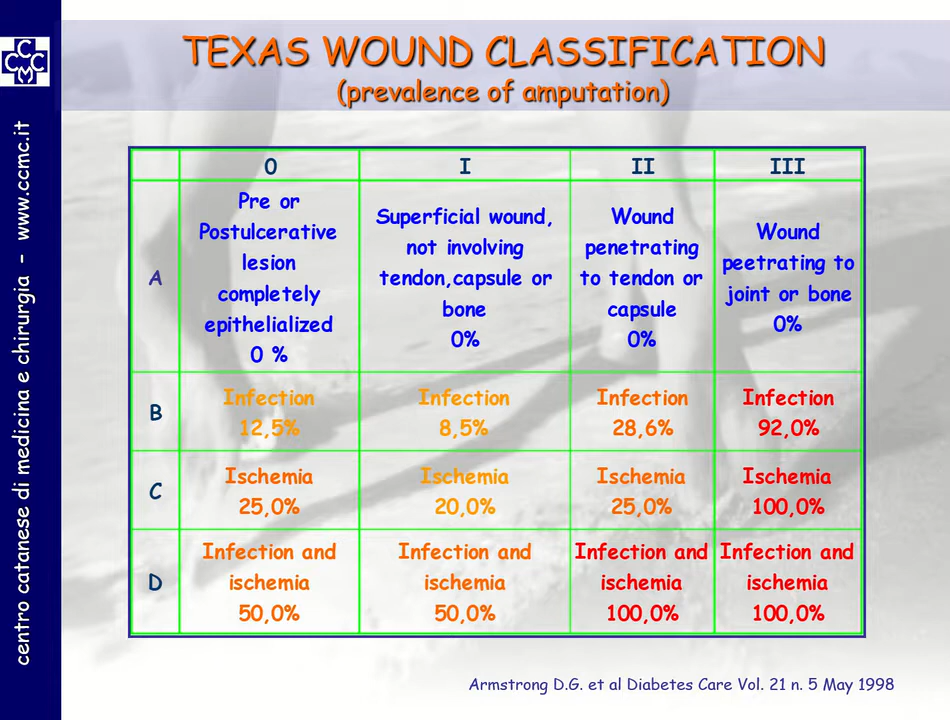 C
C C
M
centro catanese di medicina e chirurgia - www.ccmc.it
TEXAS WOUND CLASSIFICATION
(prevalence of amputation)
0 I II III
A
Pre or
Postulcerative
lesion
completely
epithelialized
0 %
Superficial wound,
not involving
tendon,capsule or
bone
0%
Wound
penetrating
to tendon or
capsule
0%
Wound
peetrating to
joint or bone
0%
B
Infection
12,5%
Infection
8,5%
Infection
28,6%
Infection
92,0%
C
Ischemia
25,0%
Ischemia
20,0%
Ischemia
25,0%
Ischemia
100,0%
D
Infection and
ischemia
50,0%
Infection and
ischemia
50,0%
Infection and
ischemia
100,0%
Infection and
ischemia
100,0%
Armstrong D.G. et al Diabetes Care Vol. 21 n. 5 May 1998